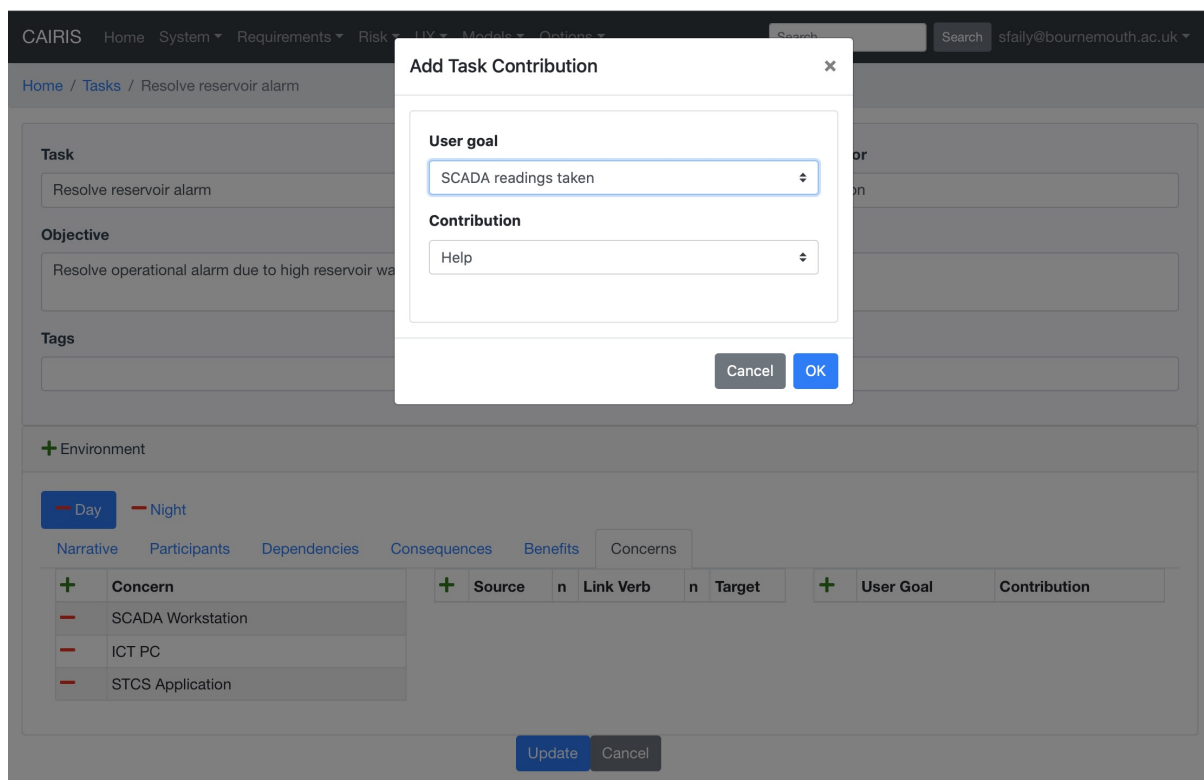 CAIRIS Home System Requirements Risk UX Models Options Search Search sfaily@bournemouth.ac.uk
Home / Tasks / Resolve reservoir alarm
Add Task Contribution ×
User goal
SCADA readings taken
Contribution
Help
Cancel OK
Task or
Resolve reservoir alarm on
Objective
Resolve operational alarm due to high reservoir wa
Tags
Environment
Day Night
Narrative Participants Dependencies Consequences Benefits Concerns
Concern Source n Link Verb n Target User Goal Contribution
SCADA Workstation
ICT PC
STCS Application
Update Cancel